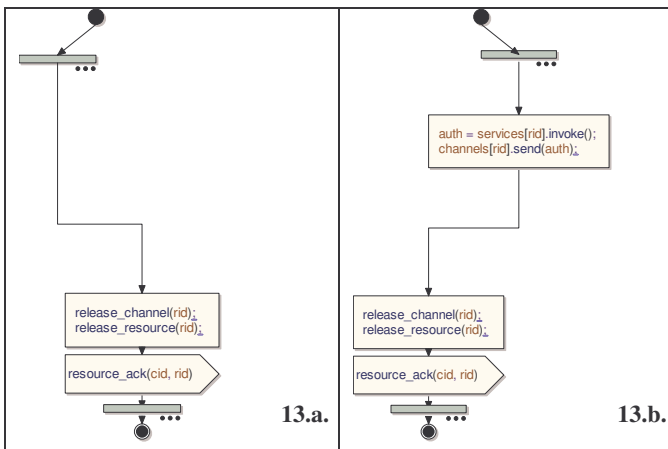 release_channel(rid);
release_resource(rid);
resource_ack(cid, rid)
13.a.
auth = services[rid].invoke();
channels[rid].send(auth);
release_channel(rid);
release_resource(rid);
resource_ack(cid, rid)
13.b.